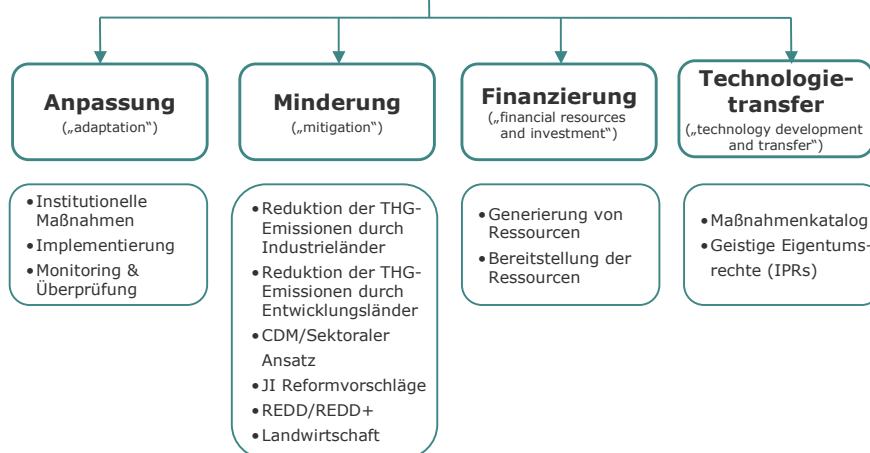 Anpassung
(„adaptation“)
Minderung
(„mitigation“)
Finanzierung
(„financial resources
and investment“)
Technologie-
transfer
(„technology development
and transfer“)
• Institutionelle
Maßnahmen
• Implementierung
• Monitoring &
Überprüfung
• Reduktion der THG-
Emissionen durch
Industrieländer
• Reduktion der THG-
Emissionen durch
Entwicklungsländer
• CDM/Sektoraler
Ansatz
• JI Reformvorschläge
• REDD/REDD+
• Landwirtschaft
• Generierung von
Ressourcen
• Bereitstellung der
Ressourcen
• Maßnahmenkatalog
• Geistige Eigentums-
rechte (IPRs)